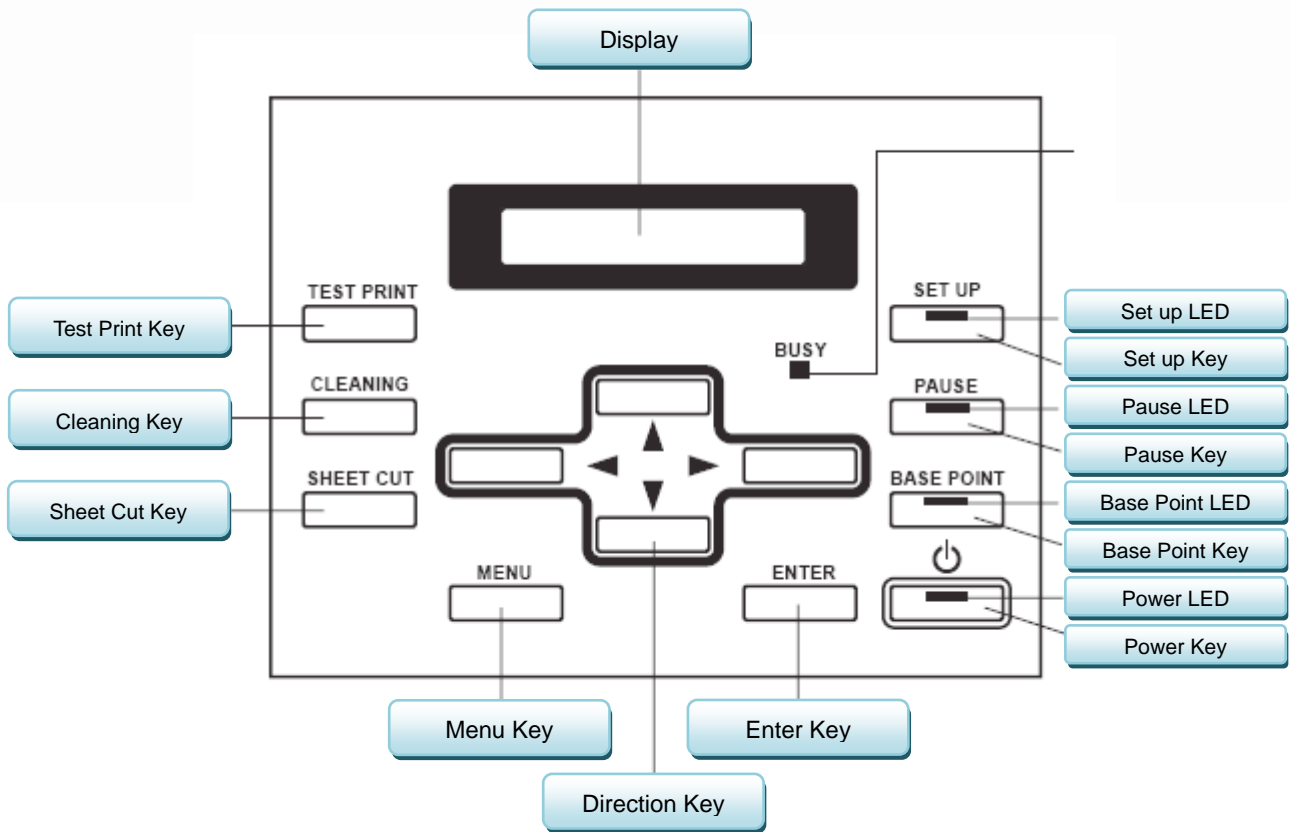 Display
TEST PRINT
SET UP
Test Print Key
Set up LED
BUSY
Set up Key
CLEANING
PAUSE
Cleaning Key
Pause LED
Pause Key
SHEET CUT
BASE POINT
Sheet Cut Key
Base Point LED
Base Point Key
MENU
ENTER
Power LED
Power Key
Menu Key
Enter Key
Direction Key